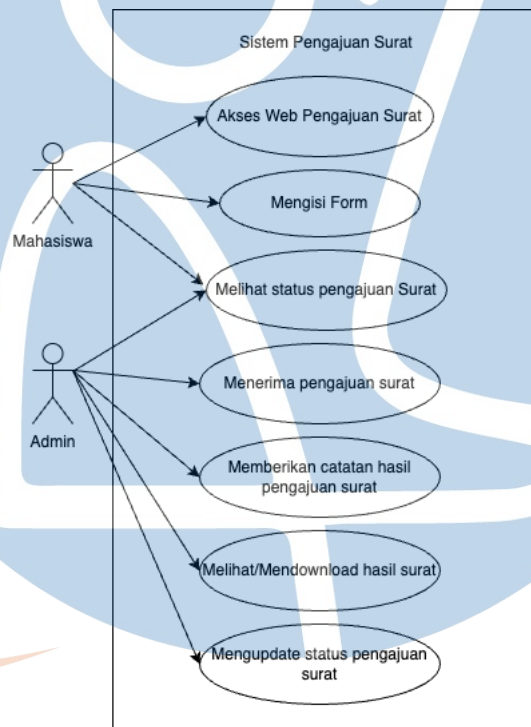 Sistem Pengajuan Surat
Akses Web Pengajuan Surat
Mengisi Form
Mahasiswa
Melihat status pengajuan Surat
Menerima pengajuan surat
Admin
Memberikan catatan hasil
pengajuan surat
Melihat/Mendownload hasil surat
Mengupdate status pengajuan
surat